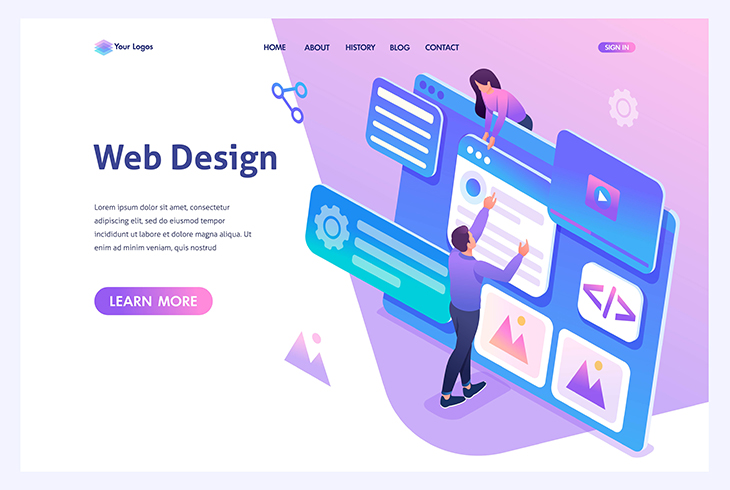 Your Logos
HOME ABOUT HISTORY BLOG CONTACT
SIGN IN
Web Design
Lorem ipsum dolor sit amet, consectetur
adipiscing elit, sed do eiusmod tempor
incididunt ut labore et dolore magna aliqua. Ut
enim ad minim veniam, quis nostrud
LEARN MORE
</>